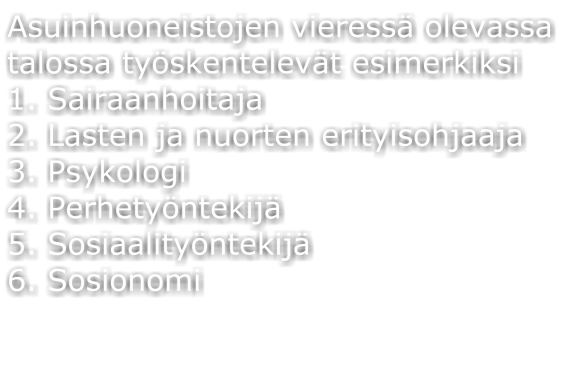 Asuinhuoneistojen vieressä olevassa
talossa työskentelevät esimerkiksi
1. Sairaanhoitaja
2. Lasten ja nuorten erityisohjaaja
3. Psykologi
4. Perhetyöntekijä
5. Sosiaalityöntekijä
6. Sosionomi